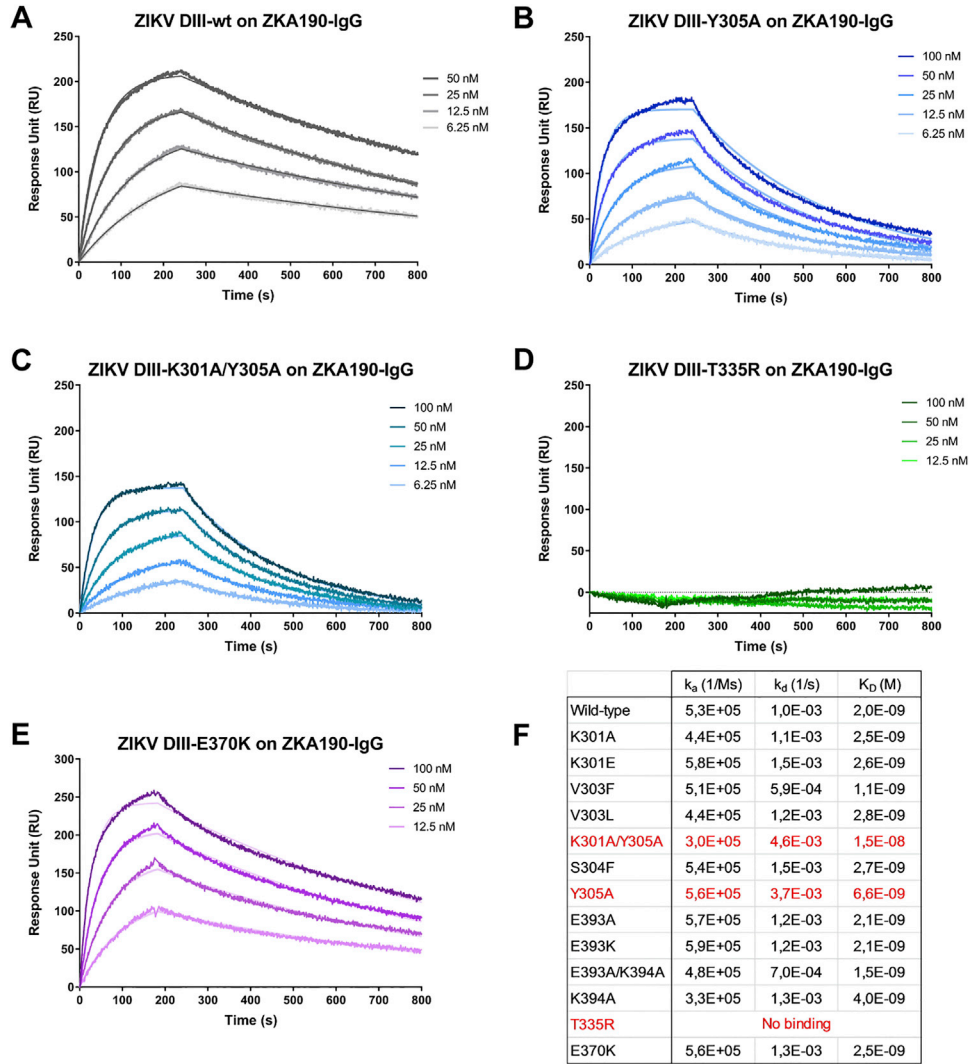 A
ZIKV DIII-wt on ZKA190-IgG
Response Unit (RU)
250
200
150
100
50
0
0 100 200 300 400 500 600 700 800
Time (s)
50 nM
25 nM
12.5 nM
6.25 nM
B
ZIKV DIII-Y305A on ZKA190-IgG
Response Unit (RU)
250
200
150
100
50
0
0 100 200 300 400 500 600 700 800
Time (s)
100 nM
50 nM
25 nM
12.5 nM
6.25 nM
C
ZIKV DIII-K301A/Y305A on ZKA190-IgG
Response Unit (RU)
250
200
150
100
50
0
0 100 200 300 400 500 600 700 800
Time (s)
100 nM
50 nM
25 nM
12.5 nM
6.25 nM
D
ZIKV DIII-T335R on ZKA190-IgG
Response Unit (RU)
250
200
150
100
50
0
0 100 200 300 400 500 600 700 800
Time (s)
100 nM
50 nM
25 nM
12.5 nM
E
ZIKV DIII-E370K on ZKA190-IgG
Response Unit (RU)
300
250
200
150
100
50
0
0 100 200 300 400 500 600 700 800
Time (s)
100 nM
50 nM
25 nM
12.5 nM
F
ka (1/Ms) kd (1/s) KD (M)
Wild-type 5,3E+05 1,0E-03 2,0E-09
K301A 4,4E+05 1,1E-03 2,5E-09
K301E 5,8E+05 1,5E-03 2,6E-09
V303F 5,1E+05 5,9E-04 1,1E-09
V303L 4,4E+05 1,2E-03 2,8E-09
K301A/Y305A 3,0E+05 4,6E-03 1,5E-08
S304F 5,4E+05 1,5E-03 2,7E-09
Y305A 5,6E+05 3,7E-03 6,6E-09
E393A 5,7E+05 1,2E-03 2,1E-09
E393K 5,9E+05 1,2E-03 2,1E-09
E393A/K394A 4,8E+05 7,0E-04 1,5E-09
K394A 3,3E+05 1,3E-03 4,0E-09
T335R No binding
E370K 5,6E+05 1,3E-03 2,5E-09